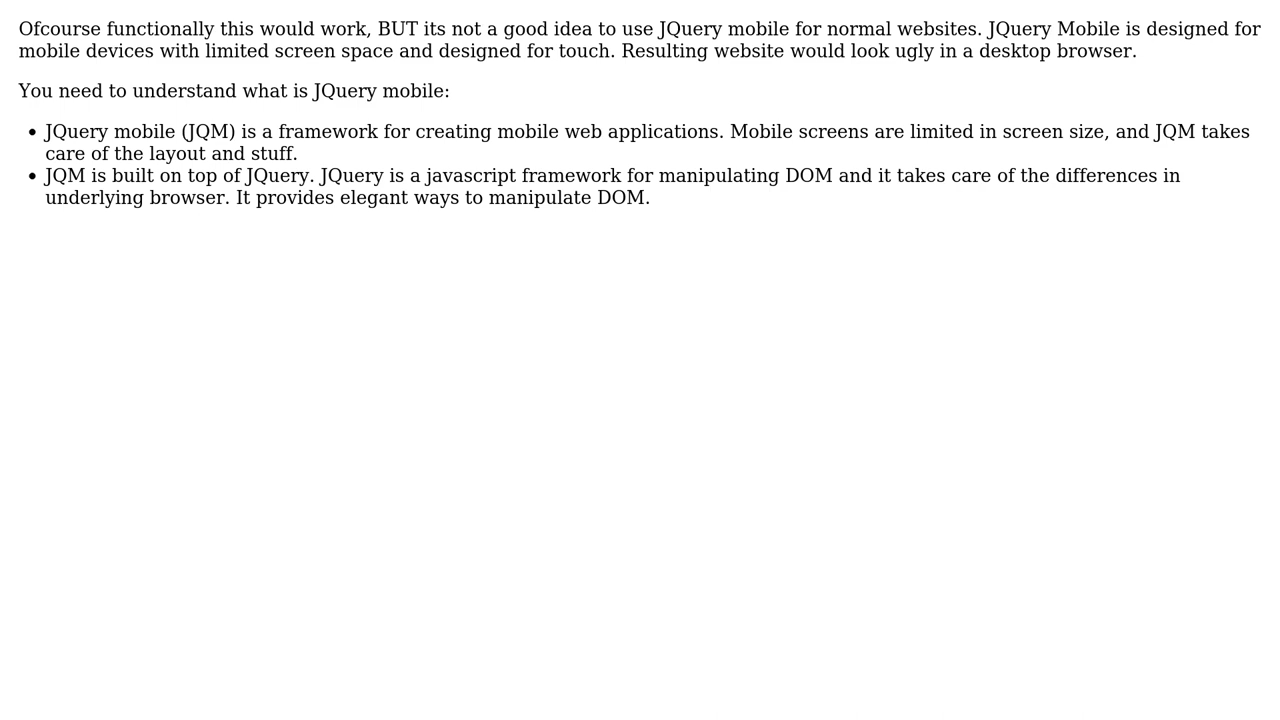 Ofcourse functionally this would work, BUT its not a good idea to use JQuery mobile for normal websites. JQuery Mobile is designed for
mobile devices with limited screen space and designed for touch. Resulting website would look ugly in a desktop browser.
You need to understand what is JQuery mobile:
• JQuery mobile (JQM) is a framework for creating mobile web applications. Mobile screens are limited in screen size, and JQM takes
care of the layout and stuff.
• JQM is built on top of JQuery. JQuery is a javascript framework for manipulating DOM and it takes care of the differences in
underlying browser. It provides elegant ways to manipulate DOM.